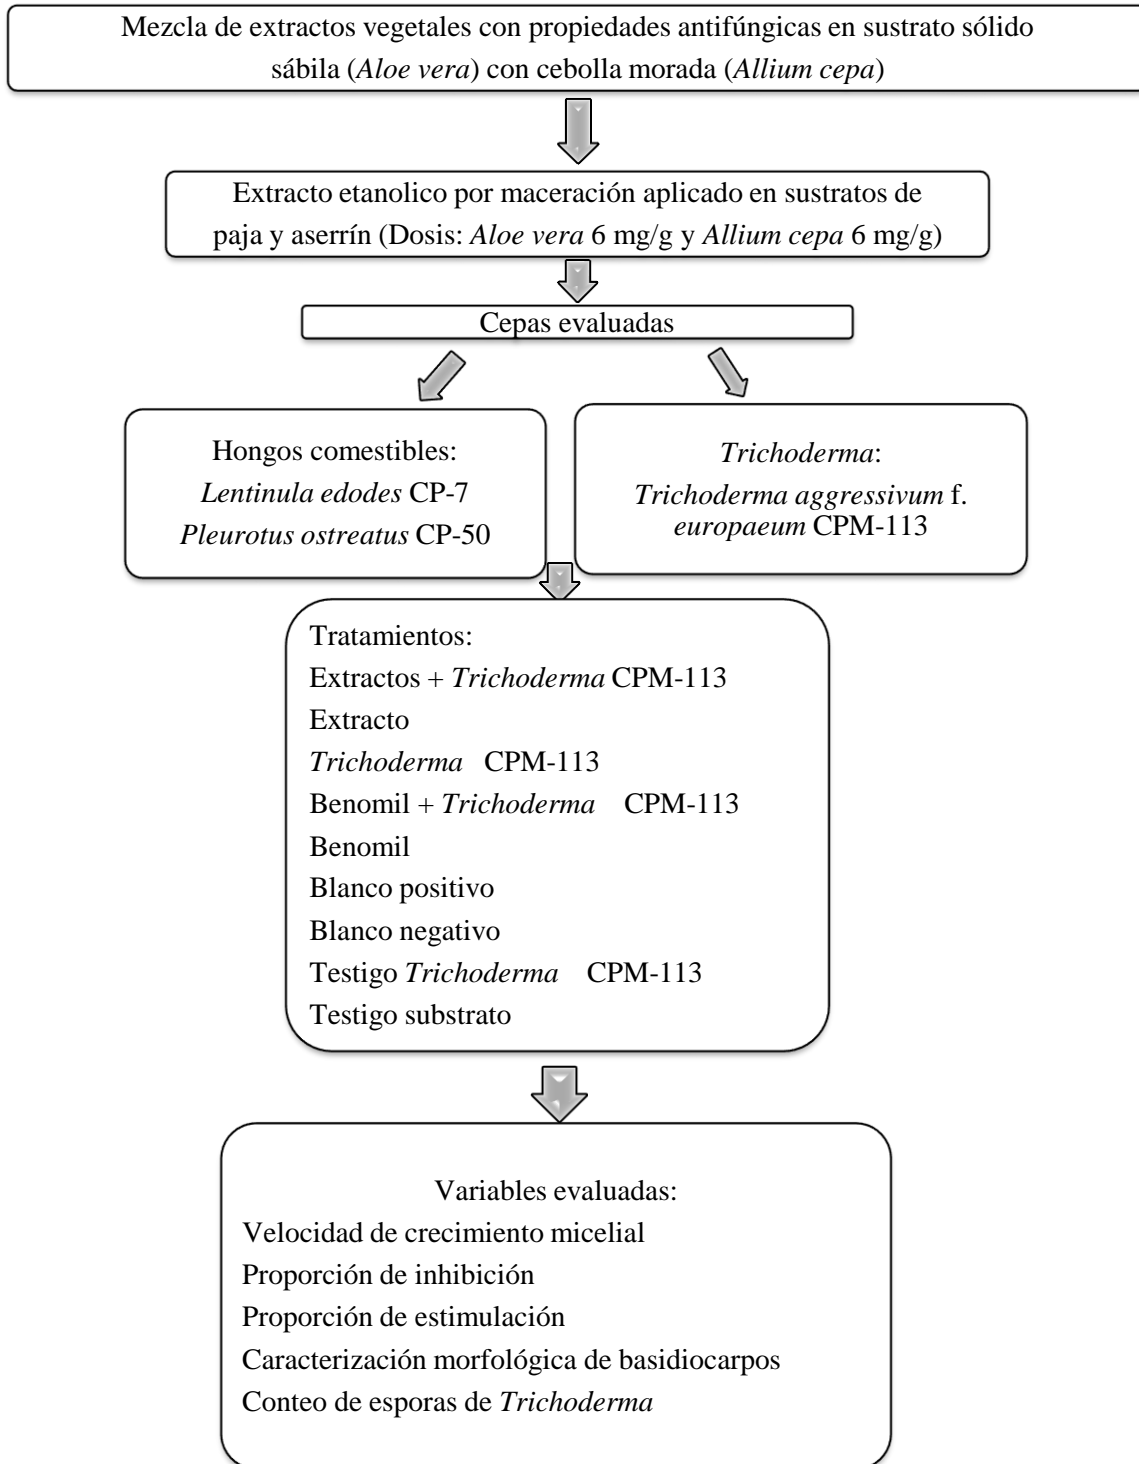 Mezcla de extractos vegetales con propiedades antifúngicas en sustrato sólido
sábila (Aloe vera) con cebolla morada (Allium cepa)
Extracto etanolico por maceración aplicado en sustratos de
paja y aserrín (Dosis: Aloe vera 6 mg/g y Allium cepa 6 mg/g)
Cepas evaluadas
Hongos comestibles:
Lentinula edodes CP-7
Pleurotus ostreatus CP-50
Trichoderma:
Trichoderma aggressivum f.
europaeum CPM-113
Tratamientos:
Extractos + Trichoderma CPM-113
Extracto
Trichoderma CPM-113
Benomil + Trichoderma CPM-113
Benomil
Blanco positivo
Blanco negativo
Testigo Trichoderma CPM-113
Testigo substrato
Variables evaluadas:
Velocidad de crecimiento micelial
Proporción de inhibición
Proporción de estimulación
Caracterización morfológica de basidiocarpos
Conteo de esporas de Trichoderma